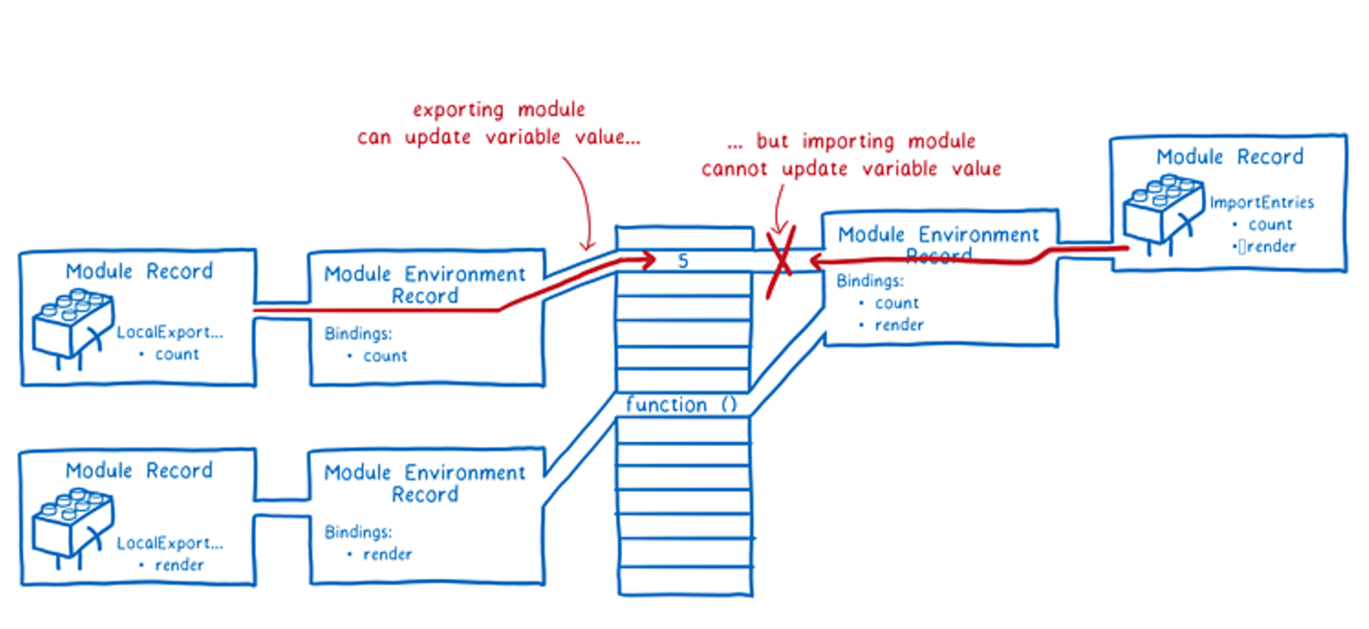 exporting module
can update variable value...
... but importing module
cannot update variable value
Module Record
ImportEntries
• count
•▯render
Module Environment
Record
Bindings:
• count
• render
5
Module Record
LocalExport...
• count
Module Environment
Record
Bindings:
• count
function ()
Module Record
LocalExport...
• render
Module Environment
Record
Bindings:
• render